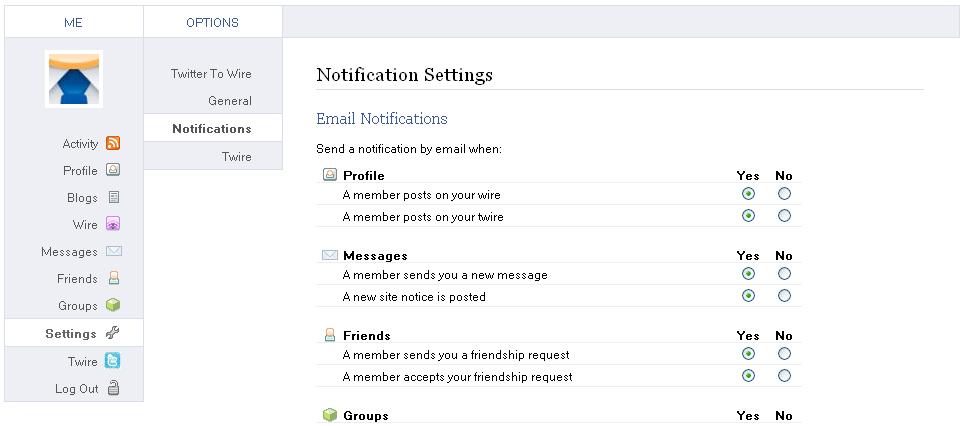 ME
OPTIONS
Activity
Profile
Blogs
Wire
Messages
Friends
Groups
Settings
Twire
Log Out
Twitter To Wire
General
Notifications
Twire
Notification Settings
Email Notifications
Send a notification by email when:
Profile Yes No
A member posts on your wire
A member posts on your twire
Messages Yes No
A member sends you a new message
A new site notice is posted
Friends Yes No
A member sends you a friendship request
A member accepts your friendship request
Groups Yes No